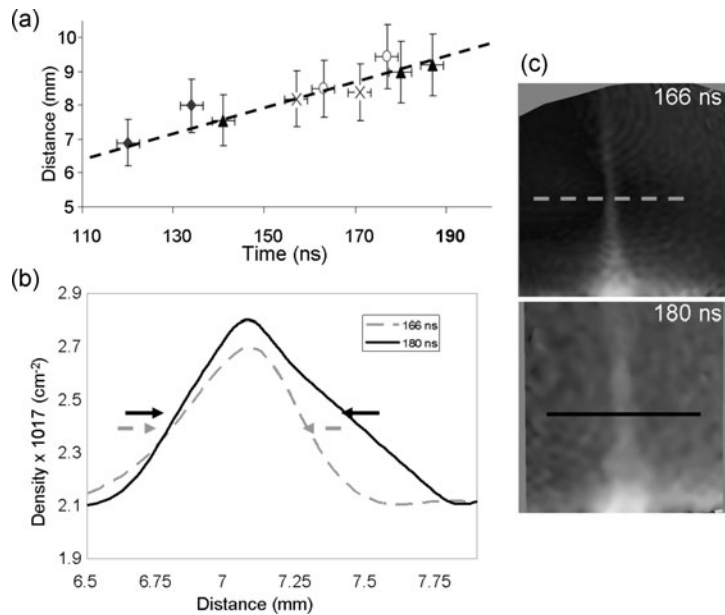 (a)
10
9
8
7
6
5
Distance (mm)
110 130 150 170 190
Time (ns)
(b)
2.9
2.7
2.5
2.3
2.1
1.9
Density x 1017 (cm-2)
166 ns
180 ns
6.5 6.75 7 7.25 7.5 7.75
Distance (mm)
(c)
166 ns
180 ns